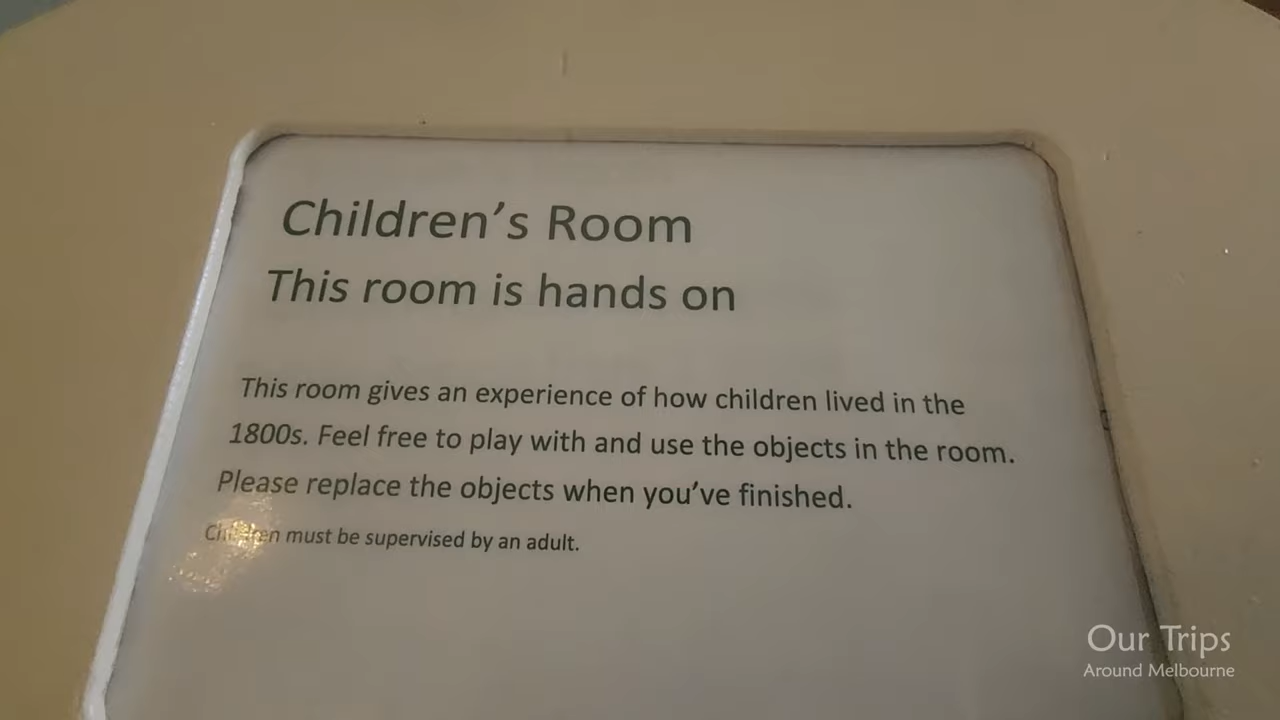 Children's Room
This room is hands on
This room gives an experience of how children lived in the
1800s. Feel free to play with and use the objects in the room.
Please replace the objects when you've finished.
Children must be supervised by an adult.
Our Trips
Around Melbourne